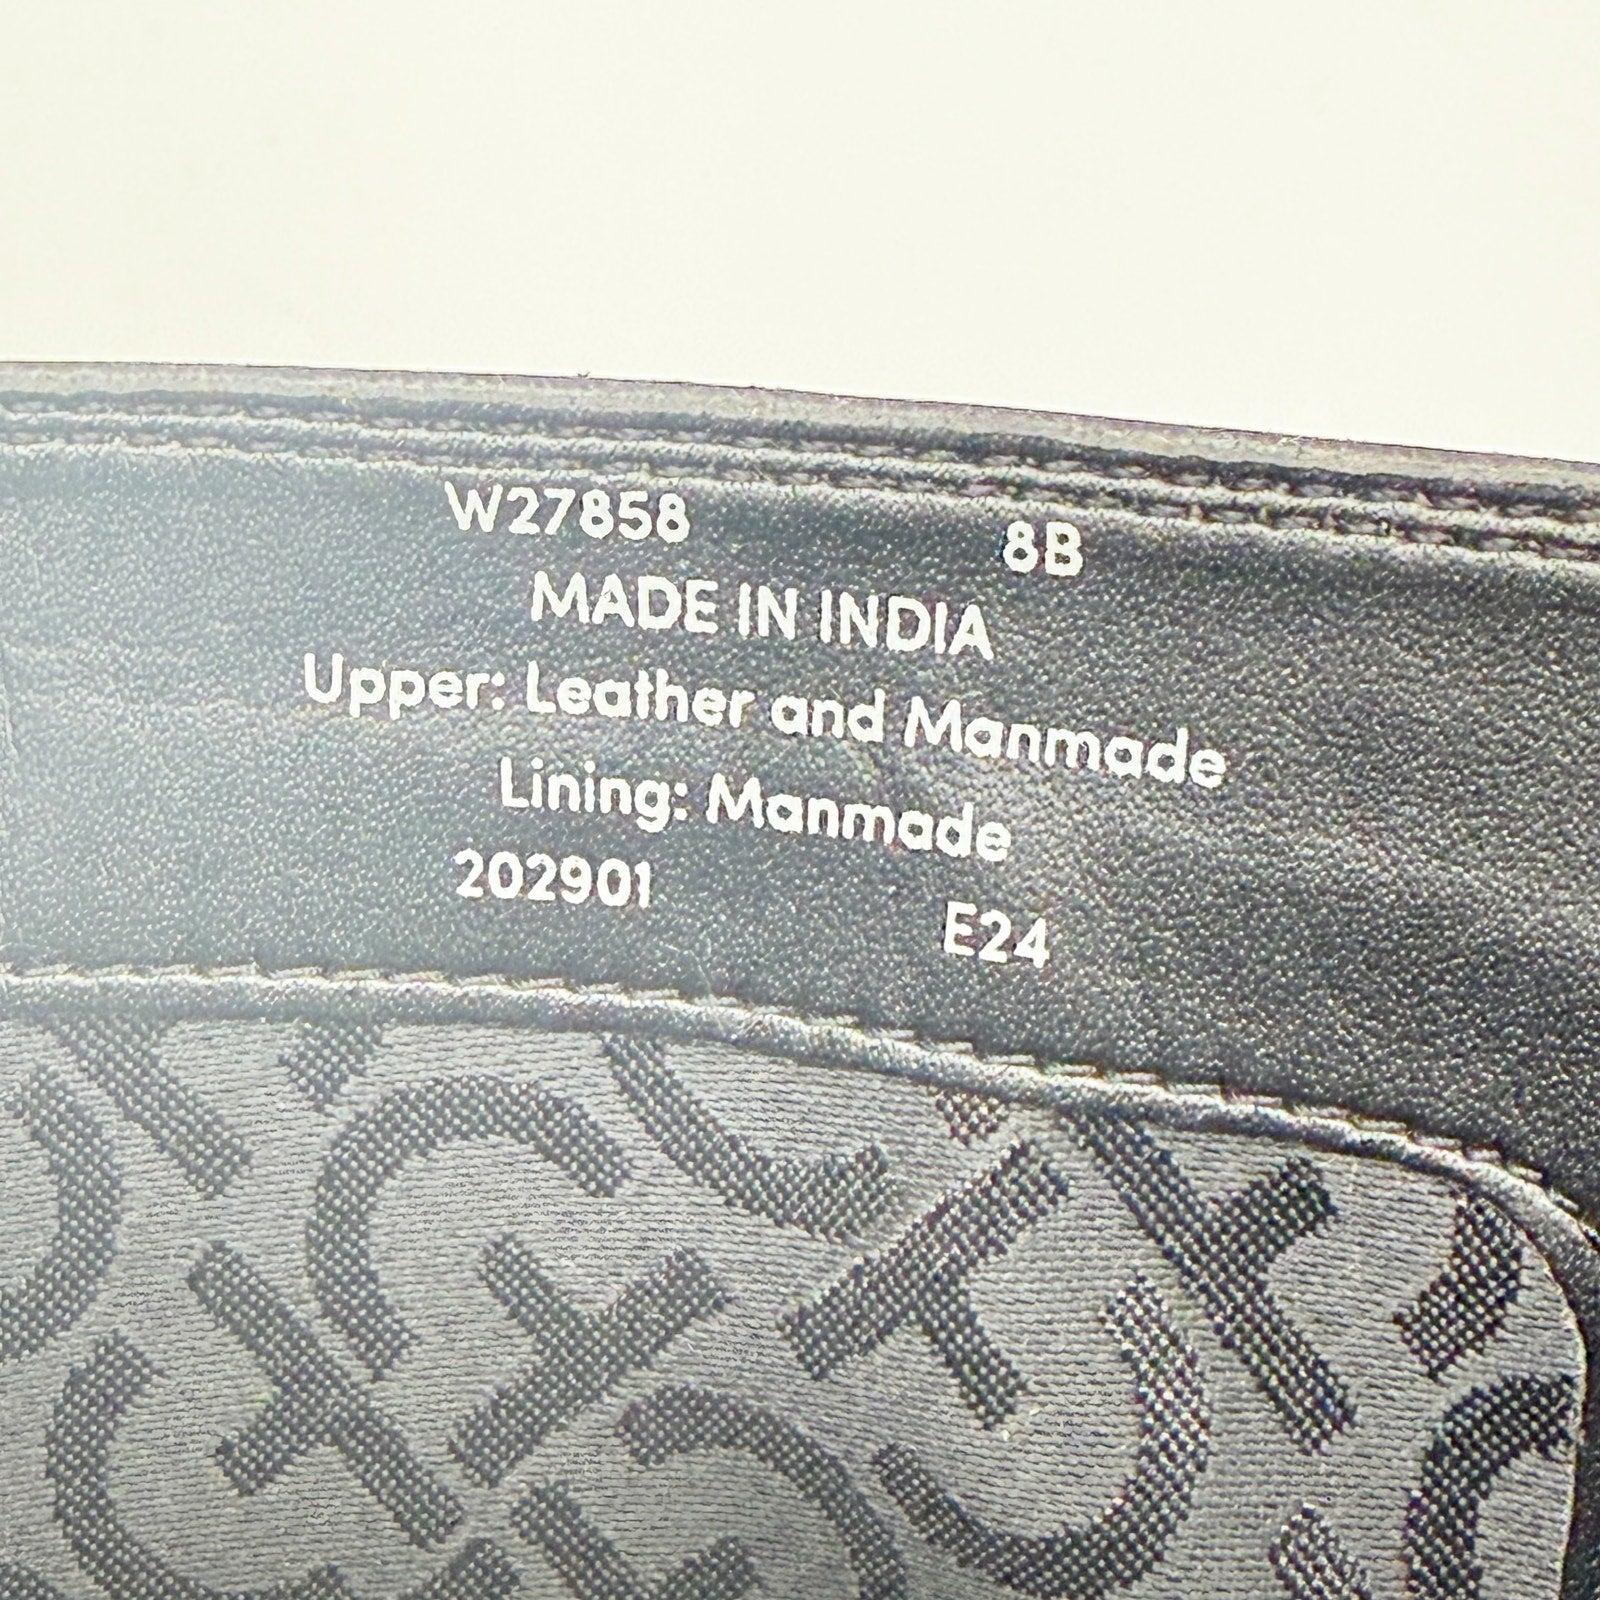 W27858 8B
MADE IN INDIA
Upper: Leather and Manmade
Lining: Manmade
202901 E24